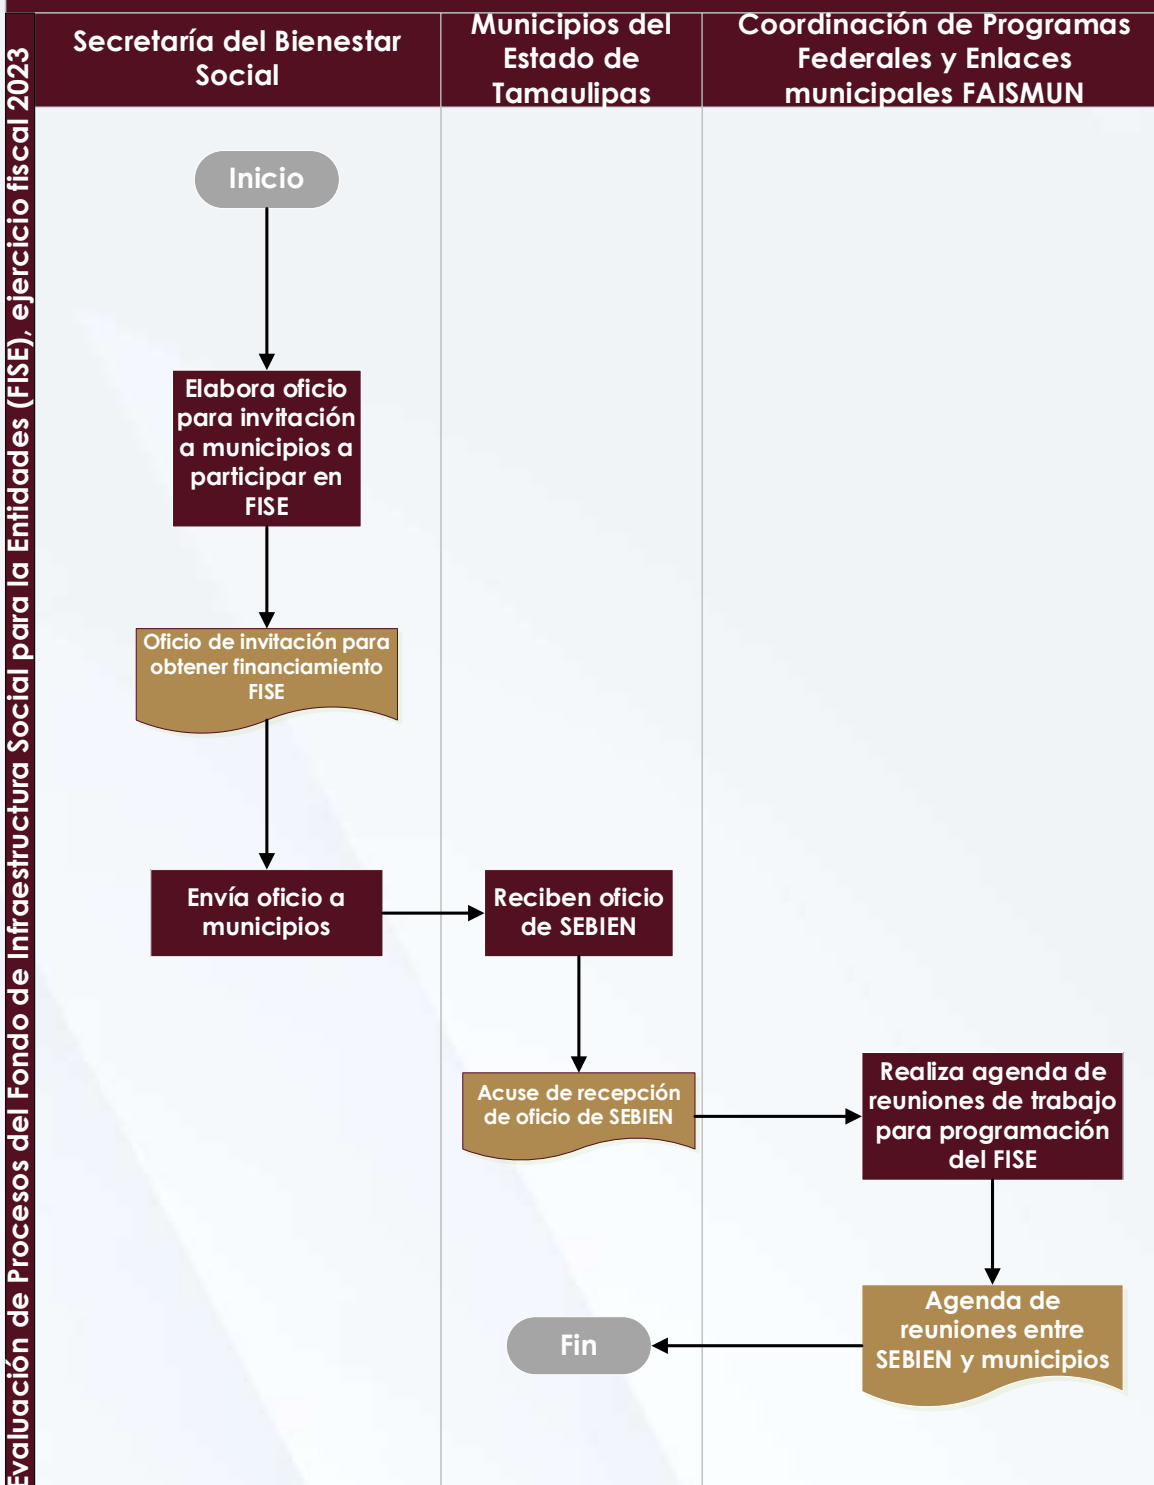 Evaluación de Procesos del Fondo de Infraestructura Social para la Entidades (FISE), ejercicio fiscal 2023
Secretaría del Bienestar
Social
Municipios del
Estado de
Tamaulipas
Coordinación de Programas
Federales y Enlaces
municipales FAISMUN
Inicio
Elabora oficio
para invitación
a municipios a
participar en
FISE
Oficio de invitación para
obtener financiamiento
FISE
Envía oficio a
municipios
Reciben oficio
de SEBIEN
Acuse de recepción
de oficio de SEBIEN
Realiza agenda de
reuniones de trabajo
para programación
del FISE
Agenda de
reuniones entre
SEBIEN y municipios
Fin